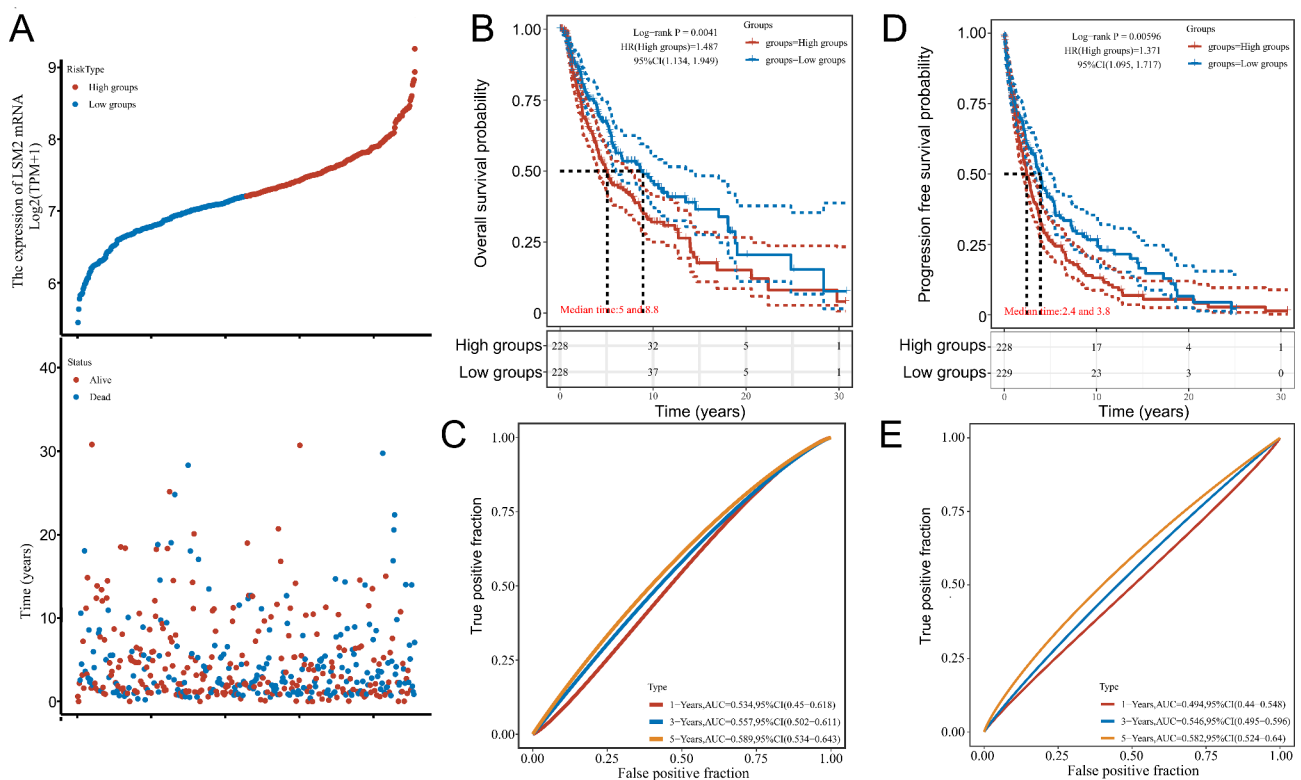 A
The expression of LSM2 mRNA
Log2(TPM+1)
RiskType
High groups
Low groups
9
8
7
6
Status
Alive
Dead
Time (years)
40
30
20
10
0
B
Overall survival probability
1.00
0.75
0.50
0.25
0
Log−rank P = 0.0041
HR(High groups)=1.487
95%CI(1.134, 1.949)
Groups
groups=High groups
groups=Low groups
Median time:5 and 8.8
High groups 228 32 5 1
Low groups 228 37 5 1
0 10 20 30
Time (years)
C
True positive fraction
1.00
0.75
0.50
0.25
0.00
Type
1−Years,AUC=0.534,95%CI(0.45−0.618)
3−Years,AUC=0.557,95%CI(0.502−0.611)
5−Years,AUC=0.589,95%CI(0.534−0.643)
0.00 0.25 0.50 0.75 1.00
False positive fraction
D
Progression free survival probability
1.00
0.75
0.50
0.25
0
Log−rank P = 0.00596
HR(High groups)=1.371
95%CI(1.095, 1.717)
Groups
groups=High groups
groups=Low groups
Median time:2.4 and 3.8
High groups 228 17 4 1
Low groups 229 23 3 0
0 10 20 30
Time (years)
E
True positive fraction
1.00
0.75
0.50
0.25
0.00
Type
1−Years,AUC=0.494,95%CI(0.44−0.548)
3−Years,AUC=0.546,95%CI(0.495−0.596)
5−Years,AUC=0.582,95%CI(0.524−0.64)
0.00 0.25 0.50 0.75 1.00
False positive fraction